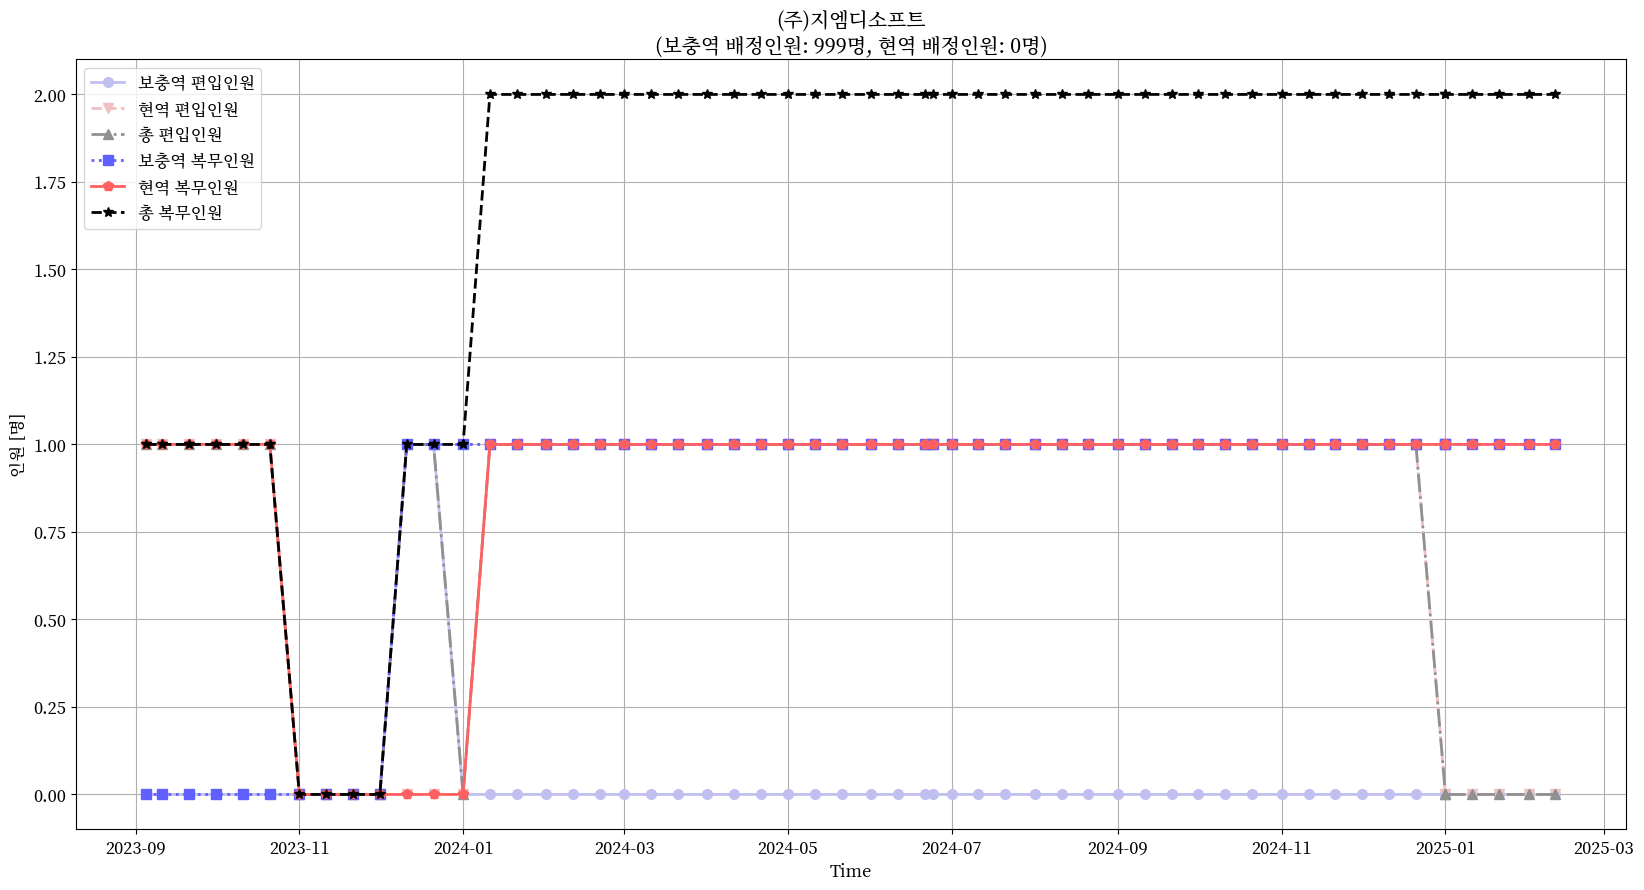 (주)지엠디소프트
(보충역 배정인원: 999명, 현역 배정인원: 0명)
보충역 편입인원
현역 편입인원
총 편입인원
보충역 복무인원
현역 복무인원
총 복무인원
2.00
1.75
1.50
1.25
1.00
0.75
0.50
0.25
0.00
인원 [명]
2023-09 2023-11 2024-01 2024-03 2024-05 2024-07 2024-09 2024-11 2025-01 2025-03
Time